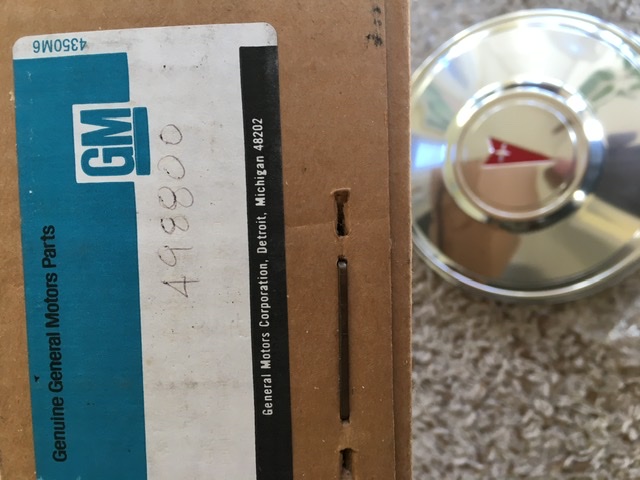 4350M6
GM
Genuine General Motors Parts
498800
General Motors Corporation, Detroit, Michigan 48202